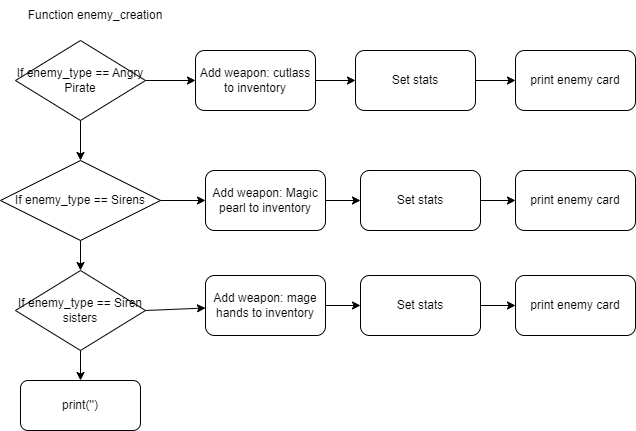 Function enemy_creation
If enemy_type == Angry
Pirate
Add weapon: cutlass
to inventory
Set stats
print enemy card
If enemy_type == Sirens
Add weapon: Magic
pearl to inventory
Set stats
print enemy card
If enemy_type == Siren
sisters
Add weapon: mage
hands to inventory
Set stats
print enemy card
print('')